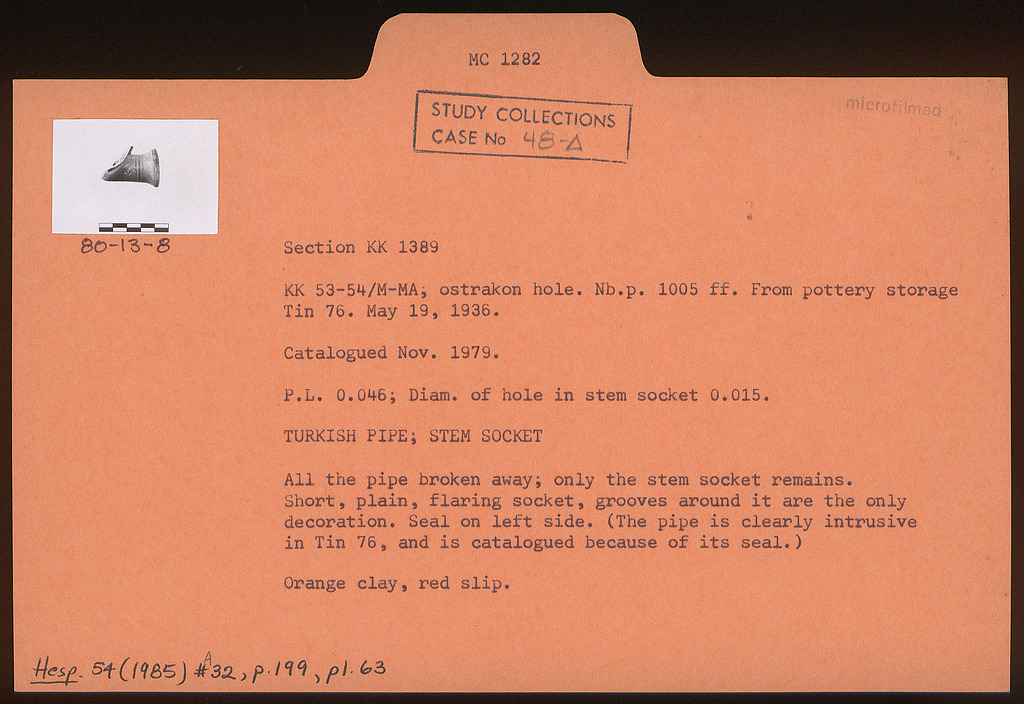 MC 1282
STUDY COLLECTIONS
CASE No 48-A
microfilmed
80-13-8
Section KK 1389
KK 53-54/M-MA; ostrakon hole. Nb.p. 1005 ff. From pottery storage
Tin 76. May 19, 1936.
Catalogued Nov. 1979.
P.L. 0.046; Diam. of hole in stem socket 0.015.
TURKISH PIPE; STEM SOCKET
All the pipe broken away; only the stem socket remains.
Short, plain, flaring socket, grooves around it are the only
decoration. Seal on left side. (The pipe is clearly intrusive
in Tin 76, and is catalogued because of its seal.)
Orange clay, red slip.
Hesp. 54 (1985) #A32, p.199, pl. 63